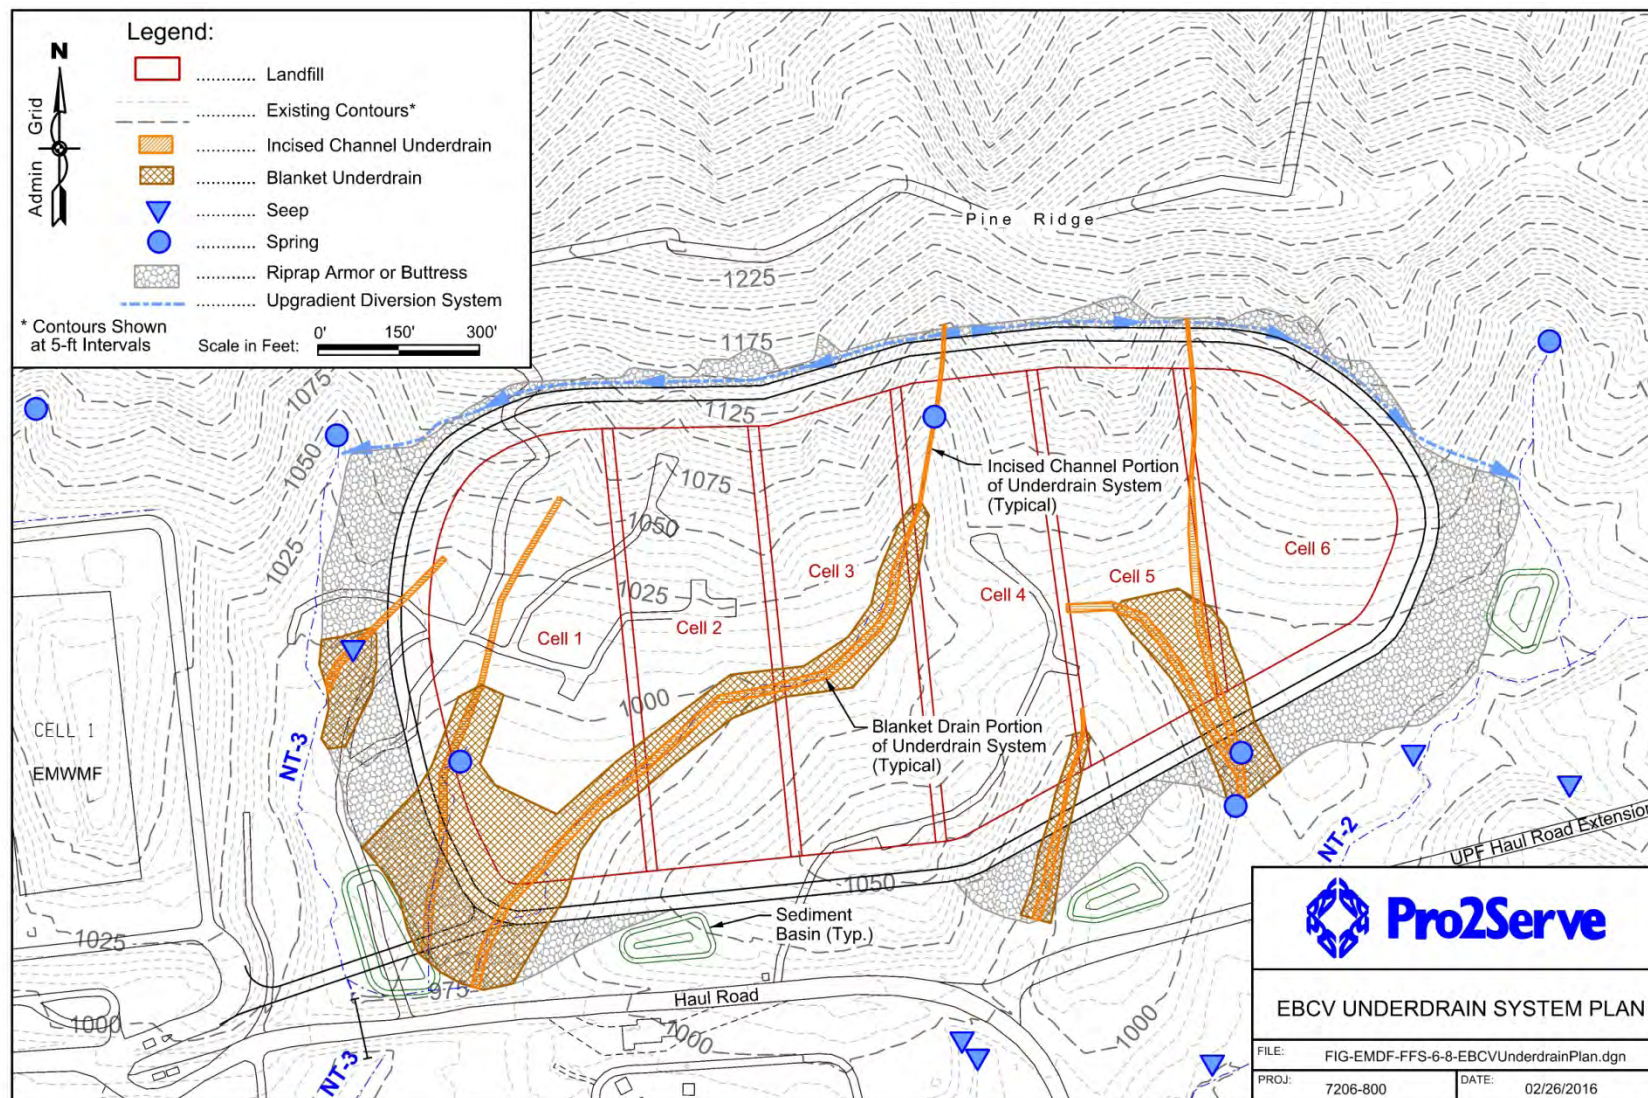 Legend:
N
Admin Grid
............ Landfill
............ Existing Contours*
............ Incised Channel Underdrain
............ Blanket Underdrain
............ Seep
............ Spring
............ Riprap Armor or Buttress
............ Upgradient Diversion System
* Contours Shown
at 5-ft Intervals
Scale in Feet:
0' 150' 300'
Pine Ridge
1225
1175
1125
1075
1050
1025
1075
1050
1025
1000
Incised Channel Portion
of Underdrain System
(Typical)
Cell 1
Cell 2
Cell 3
Cell 4
Cell 5
Cell 6
Blanket Drain Portion
of Underdrain System
(Typical)
CELL 1
EMWMF
NT-3
NT-2
UPF Haul Road Extension
1050
Sediment
Basin (Typ.)
1025
975
1000
Haul Road
1000
1000
NT-3
Pro2Serve
EBCV UNDERDRAIN SYSTEM PLAN
FILE: FIG-EMDF-FFS-6-8-EBCVUnderdrainPlan.dgn
PROJ: 7206-800 DATE: 02/26/2016